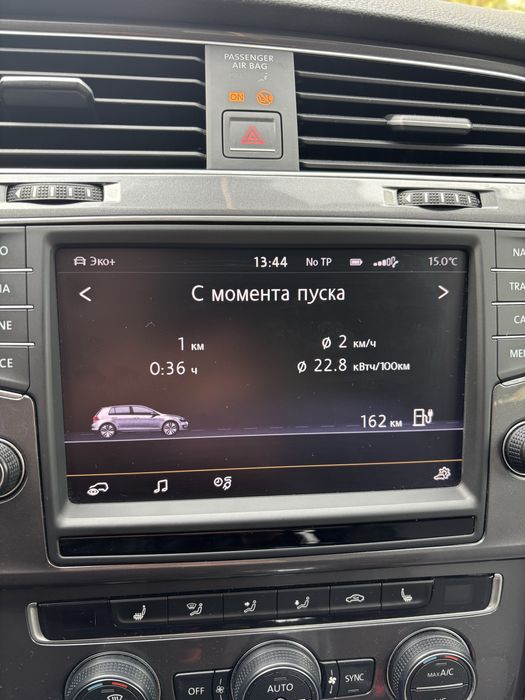 PASSENGER
AIR BAG
ON
Эко+ 13:44 No TP 15.0°C
С момента пуска
1 км ø 2 км/ч
0:36 ч ø 22.8 кВтч/100км
162 км
OFF AUTO SYNC MAX A/C